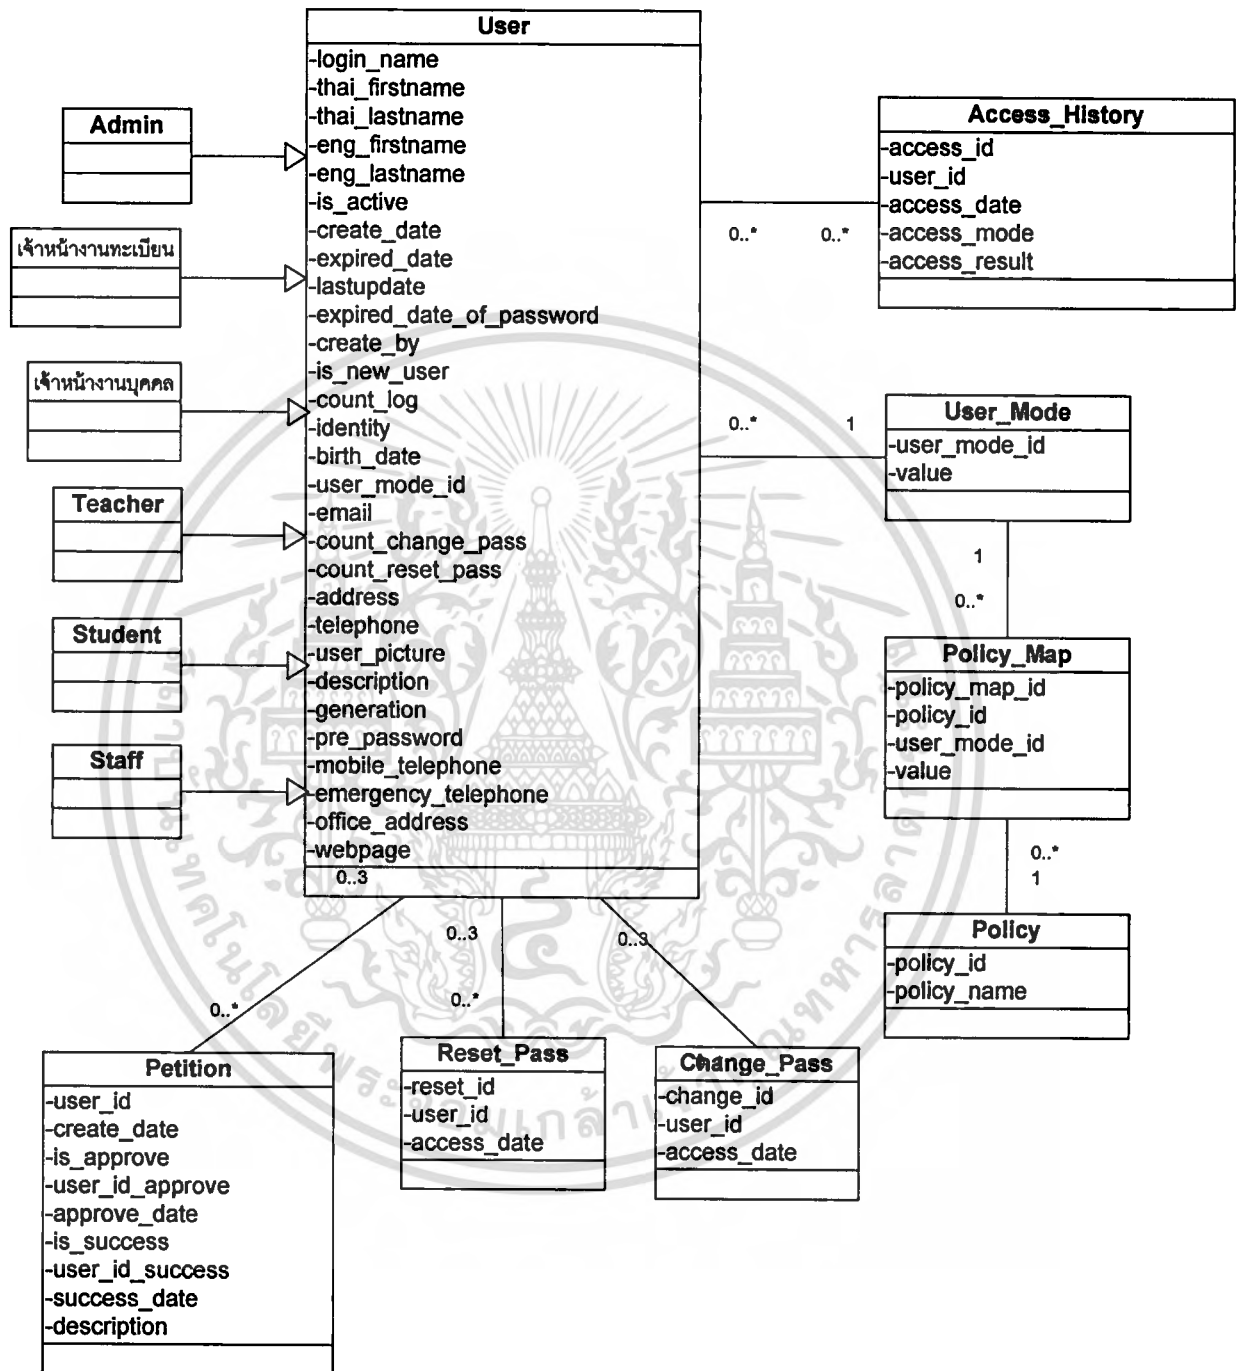 User
-login_name
-thai_firstname
-thai_lastname
-eng_firstname
-eng_lastname
-is_active
-create_date
-expired_date
-lastupdate
-expired_date_of_password
-create_by
-is_new_user
-count_log
-identity
-birth_date
-user_mode_id
-email
-count_change_pass
-count_reset_pass
-address
-telephone
-user_picture
-description
-generation
-pre_password
-mobile_telephone
-emergency_telephone
-office_address
-webpage
Admin
เจ้าหน้างานทะเบียน
เจ้าหน้างานบุคคล
Teacher
Student
Staff
Access_History
-access_id
-user_id
-access_date
-access_mode
-access_result
0..*
0..*
User_Mode
-user_mode_id
-value
0..*
1
1
0..*
Policy_Map
-policy_map_id
-policy_id
-user_mode_id
-value
0..*
1
Policy
-policy_id
-policy_name
0..3
0..*
0..3
0..*
0..3
Petition
-user_id
-create_date
-is_approve
-user_id_approve
-approve_date
-is_success
-user_id_success
-success_date
-description
Reset_Pass
-reset_id
-user_id
-access_date
Change_Pass
-change_id
-user_id
-access_date